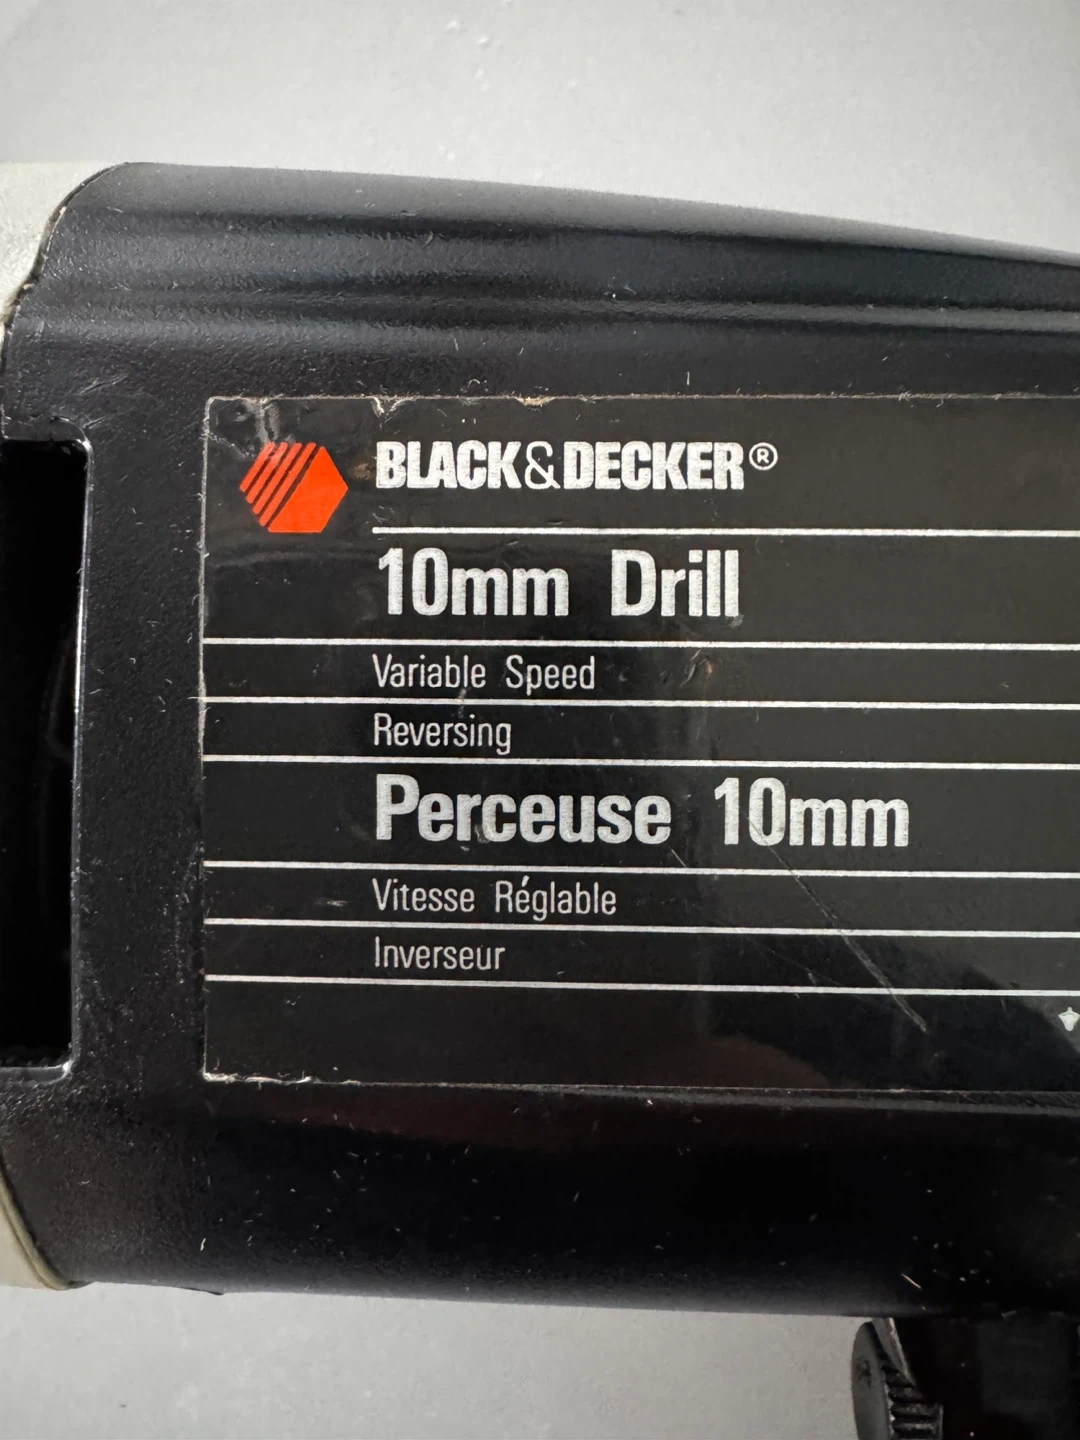 BLACK&DECKER®
10mm Drill
Variable Speed
Reversing
Perceuse 10mm
Vitesse Réglable
Inverseur